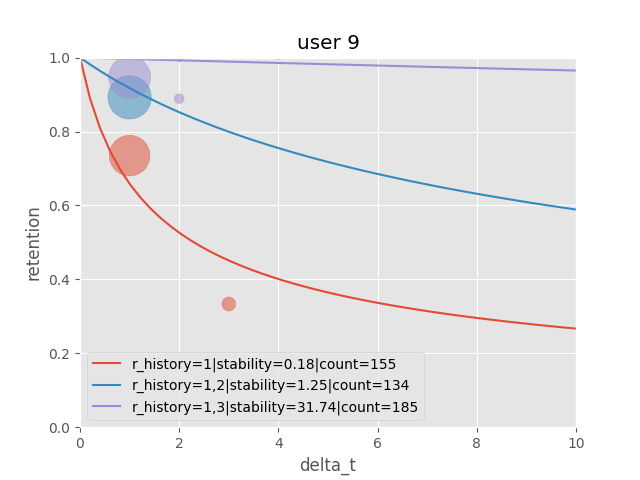 user 9
1.0
0.8
0.6
0.4
0.2
0.0
retention
r_history=1|stability=0.18|count=155
r_history=1,2|stability=1.25|count=134
r_history=1,3|stability=31.74|count=185
0 2 4 6 8 10
delta_t